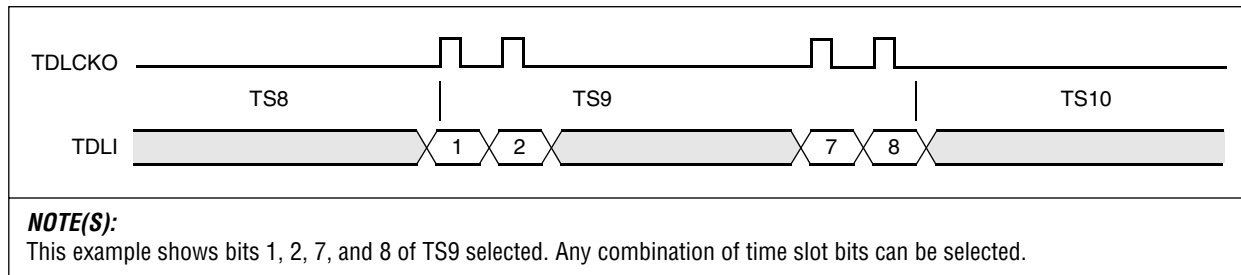 TDLCKO
TS8 TS9 TS10
TDLI 1 2 7 8
NOTE(S):
This example shows bits 1, 2, 7, and 8 of TS9 selected. Any combination of time slot bits can be selected.